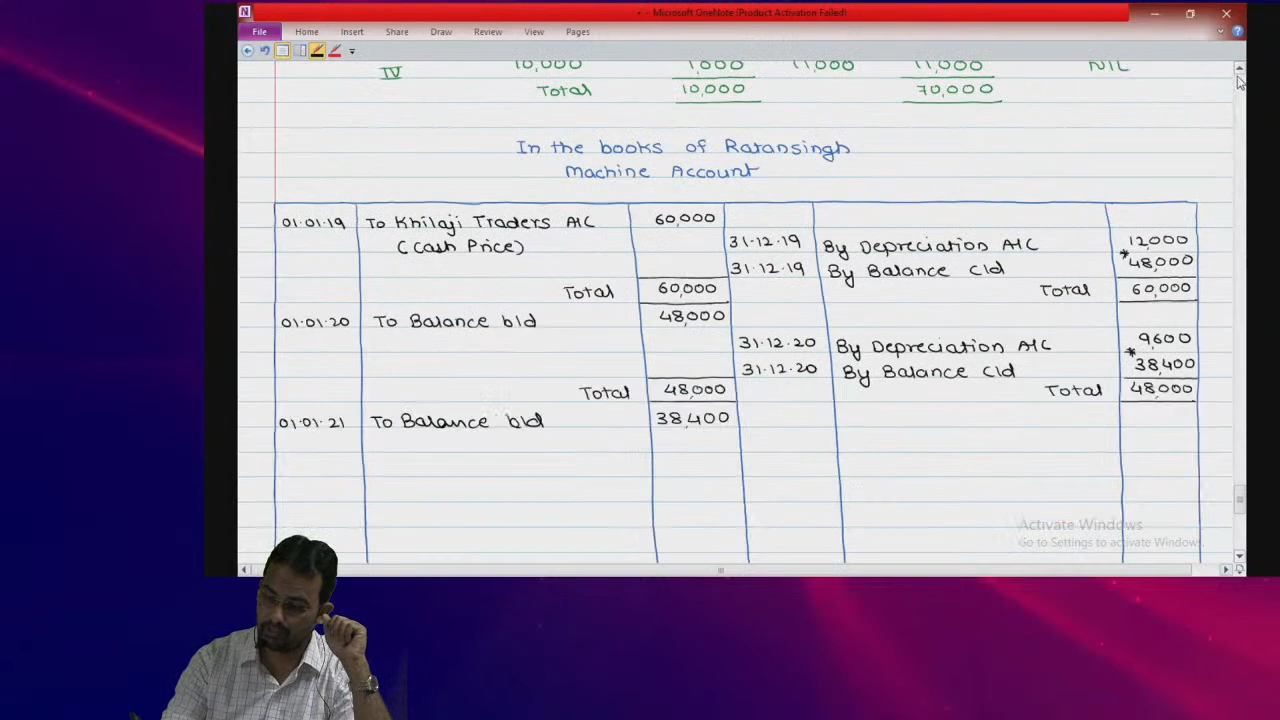 Microsoft OneNote (Product Activation Failed)
File Home Insert Share Draw Review View Pages
IV 10,000 1,000 11,000 11,000 NIL
Total 10,000 70,000
In the books of Ratansingh
Machine Account
01.01.19 To Khilaji Traders A/C 60,000
(Cash Price) 31.12.19 By Depreciation A/C 12,000
31.12.19 By Balance c/d *48,000
Total 60,000 Total 60,000
01.01.20 To Balance b/d 48,000
31.12.20 By Depreciation A/C 9600
31.12.20 By Balance c/d *38,400
Total 48,000 Total 48,000
01.01.21 To Balance b/d 38,400
Activate Windows
Go to Settings to activate Windows.